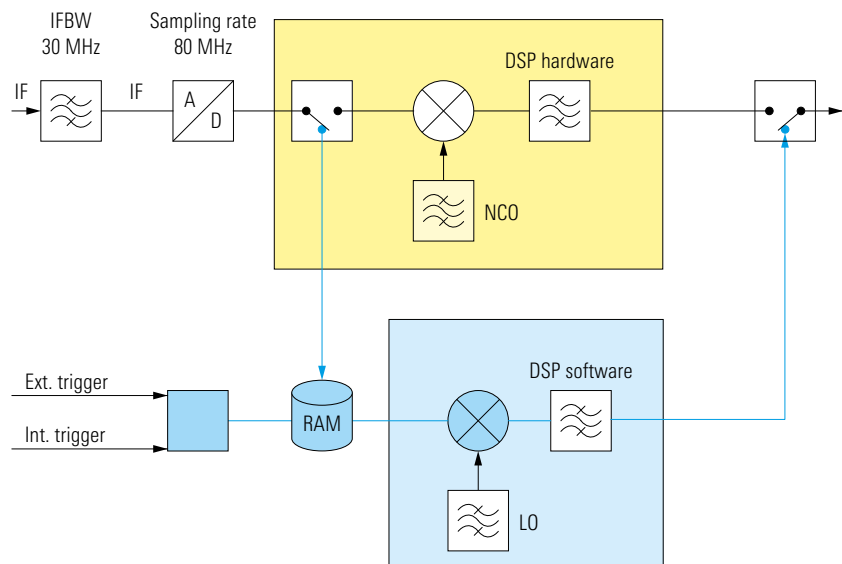 IFBW
30 MHz
Sampling rate
80 MHz
IF
IF
A
D
DSP hardware
NCO
Ext. trigger
Int. trigger
RAM
DSP software
LO